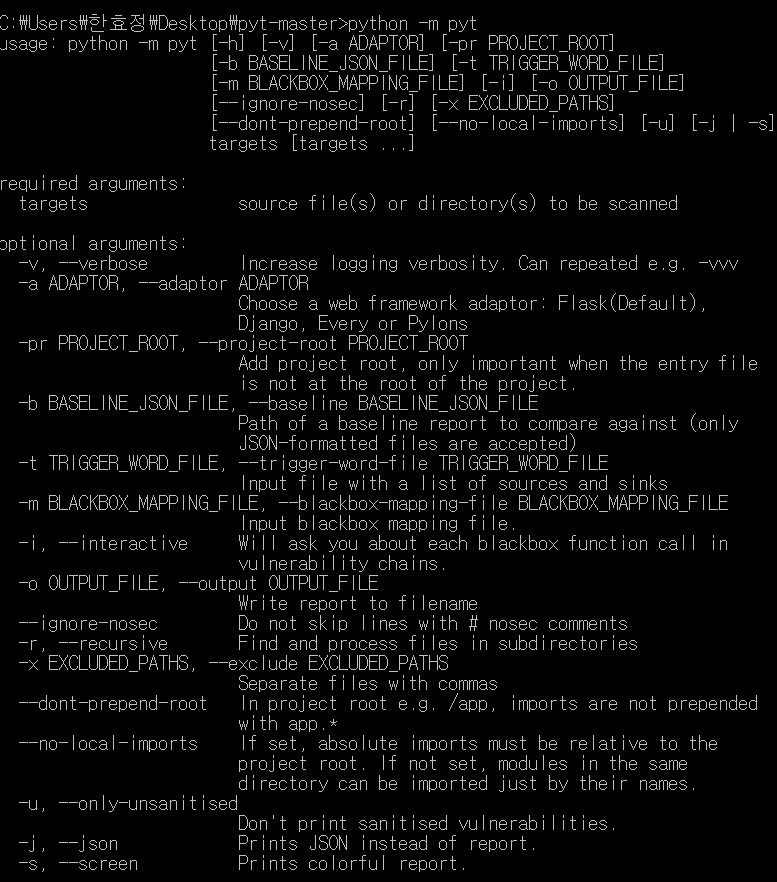 C:₩Users₩한효정₩Desktop₩pyt-master>python -m pyt
usage: python -m pyt [-h] [-v] [-a ADAPTOR] [-pr PROJECT_ROOT]
[-b BASELINE_JSON_FILE] [-t TRIGGER_WORD_FILE]
[-m BLACKBOX_MAPPING_FILE] [-i] [-o OUTPUT_FILE]
[--ignore-nosec] [-r] [-x EXCLUDED_PATHS]
[--dont-prepend-root] [--no-local-imports] [-u] [-j | -s]
targets [targets ...]
required arguments:
targets source file(s) or directory(s) to be scanned
optional arguments:
-v, --verbose Increase logging verbosity. Can repeated e.g. -vvv
-a ADAPTOR, --adaptor ADAPTOR
Choose a web framework adaptor: Flask(Default),
Django, Every or Pylons
-pr PROJECT_ROOT, --project-root PROJECT_ROOT
Add project root, only important when the entry file
is not at the root of the project.
-b BASELINE_JSON_FILE, --baseline BASELINE_JSON_FILE
Path of a baseline report to compare against (only
JSON-formatted files are accepted)
-t TRIGGER_WORD_FILE, --trigger-word-file TRIGGER_WORD_FILE
Input file with a list of sources and sinks
-m BLACKBOX_MAPPING_FILE, --blackbox-mapping-file BLACKBOX_MAPPING_FILE
Input blackbox mapping file.
-i, --interactive Will ask you about each blackbox function call in
vulnerability chains.
-o OUTPUT_FILE, --output OUTPUT_FILE
Write report to filename
--ignore-nosec Do not skip lines with # nosec comments
-r, --recursive Find and process files in subdirectories
-x EXCLUDED_PATHS, --exclude EXCLUDED_PATHS
Separate files with commas
--dont-prepend-root In project root e.g. /app, imports are not prepended
with app.*
--no-local-imports If set, absolute imports must be relative to the
project root. If not set, modules in the same
directory can be imported just by their names.
-u, --only-unsanitised
Don't print sanitised vulnerabilities.
-j, --json Prints JSON instead of report.
-s, --screen Prints colorful report.